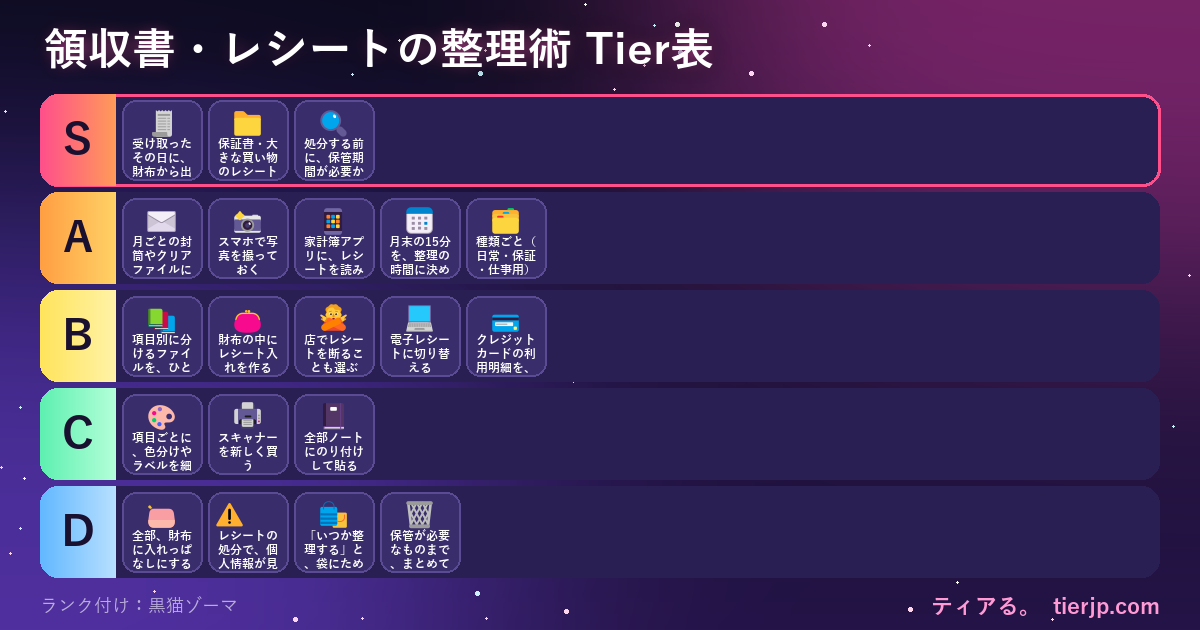 領収書・レシートの整理術 Tier表
S
受け取った
その日に、
財布から出
保証書・大
きな買い物
のレシート
処分する前
に、保管期
間が必要か
A
月ごとの封
筒やクリア
ファイルに
スマホで写
真を撮って
おく
家計簿アプ
リに、レシ
ートを読み
月末の15分
を、整理の
時間に決め
種類ごと（
日常・保証
・仕事用）
B
項目別に分
けるファイ
ルを、ひと
財布の中に
レシート入
れを作る
店でレシー
トを断るこ
とも選ぶ
電子レシー
トに切り替
える
クレジット
カードの利
用明細を、
C
項目ごとに
、色分けや
ラベルを細
スキャナー
を新しく買
う
全部ノート
にのり付け
して貼る
D
全部、財布
に入れっぱ
なしにする
レシートの
処分で、個
人情報が見
「いつか整
理する」と
、袋にため
保管が必要
なものまで
、まとめて
ランク付け：黒猫ゾーマ
ティアる。 tierjp.com